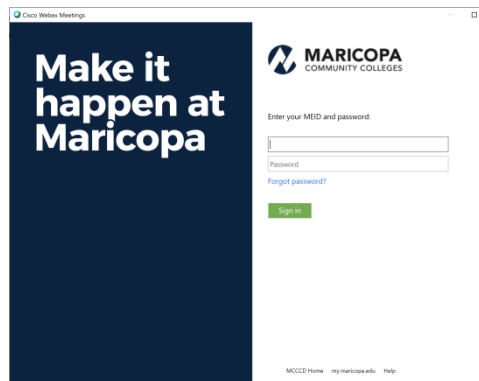 Cisco Webex Meetings
Make it
happen at
Maricopa
MARICOPA
COMMUNITY COLLEGES
Enter your MEID and password:
Password
Forgot password?
Sign in
MCCCD Home my.maricopa.edu Help